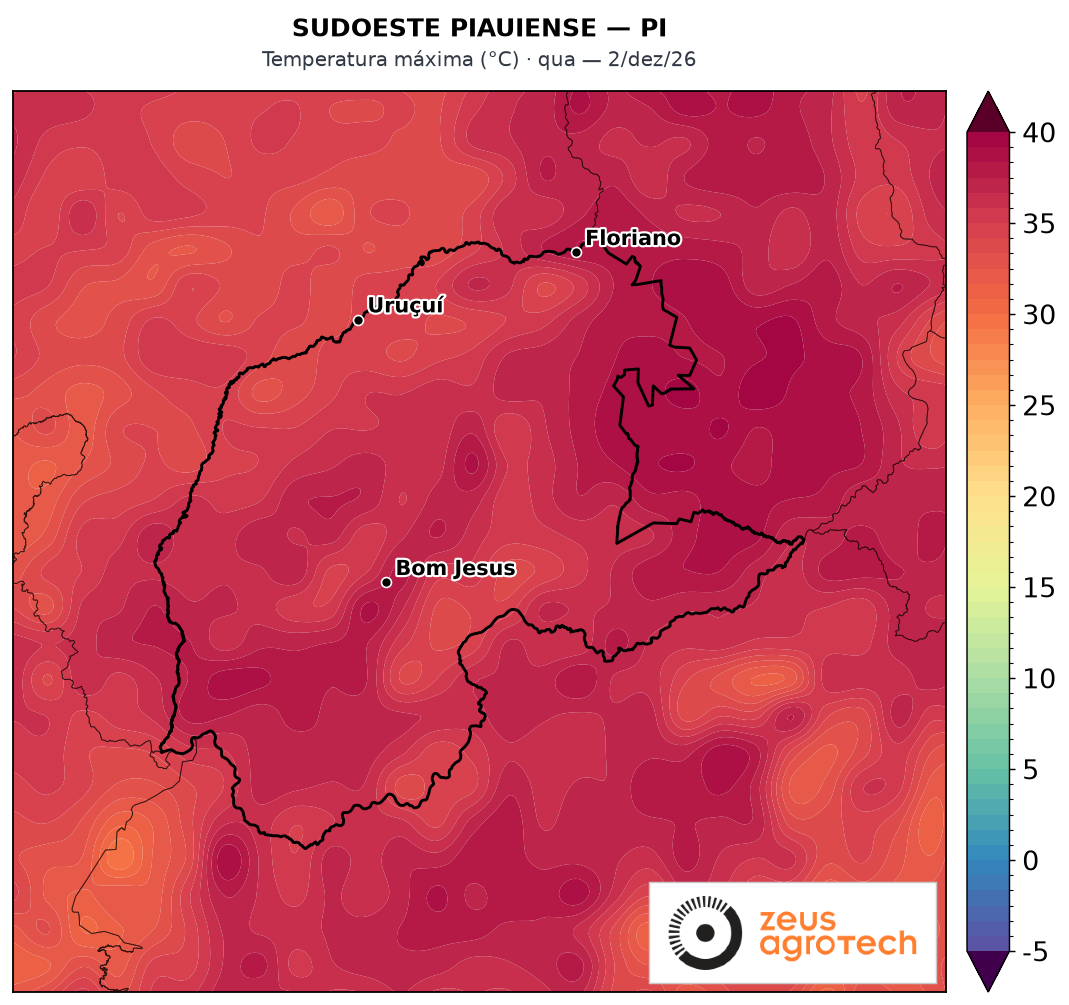 SUDOESTE PIAUIENSE — PI
Temperatura máxima (°C) · qua — 2/dez/26
Floriano
Uruçuí
Bom Jesus
40
35
30
25
20
15
10
5
0
-5
zeus
agrotech